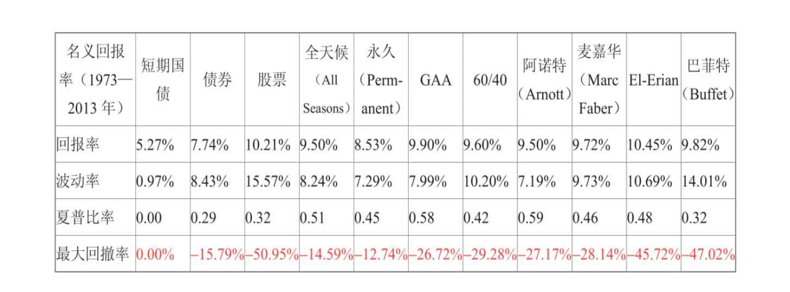 名义回报率（1973—2013 年） 短期国债 债券 股票 全天候（All Seasons） 永久（Perm-anent） GAA 60/40 阿诺特（Arnott） 麦嘉华（Marc Faber） El-Erian 巴菲特（Buffet）
回报率 5.27% 7.74% 10.21% 9.50% 8.53% 9.90% 9.60% 9.50% 9.72% 10.45% 9.82%
波动率 0.97% 8.43% 15.57% 8.24% 7.29% 7.99% 10.20% 7.19% 9.73% 10.69% 14.01%
夏普比率 0.00 0.29 0.32 0.51 0.45 0.58 0.42 0.59 0.46 0.48 0.32
最大回撤率 0.00% –15.79% –50.95% –14.59% –12.74% –26.72% –29.28% –27.17% –28.14% –45.72% –47.02%